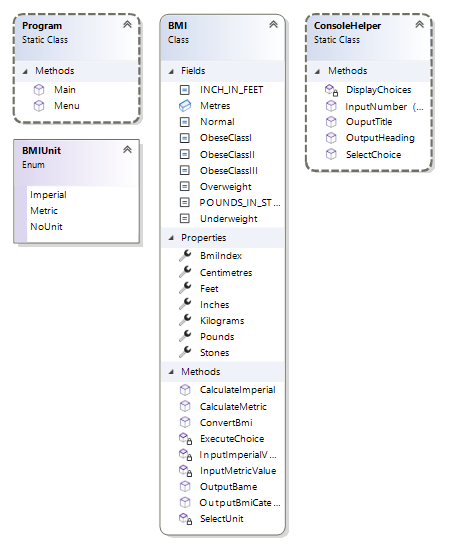 Program
Static Class
Methods
Main
Menu
BMIUnit
Enum
Imperial
Metric
NoUnit
BMI
Class
Fields
INCH_IN_FEET
Metres
Normal
ObeseClassI
ObeseClassII
ObeseClassIII
Overweight
POUNDS_IN_ST...
Underweight
Properties
BmiIndex
Centimetres
Feet
Inches
Kilograms
Pounds
Stones
Methods
CalculateImperial
CalculateMetric
ConvertBmi
ExecuteChoice
InputImperialV...
InputMetricValue
OutputBame
OutputBmiCate...
SelectUnit
ConsoleHelper
Static Class
Methods
DisplayChoices
InputNumber (...
OuputTitle
OutputHeading
SelectChoice